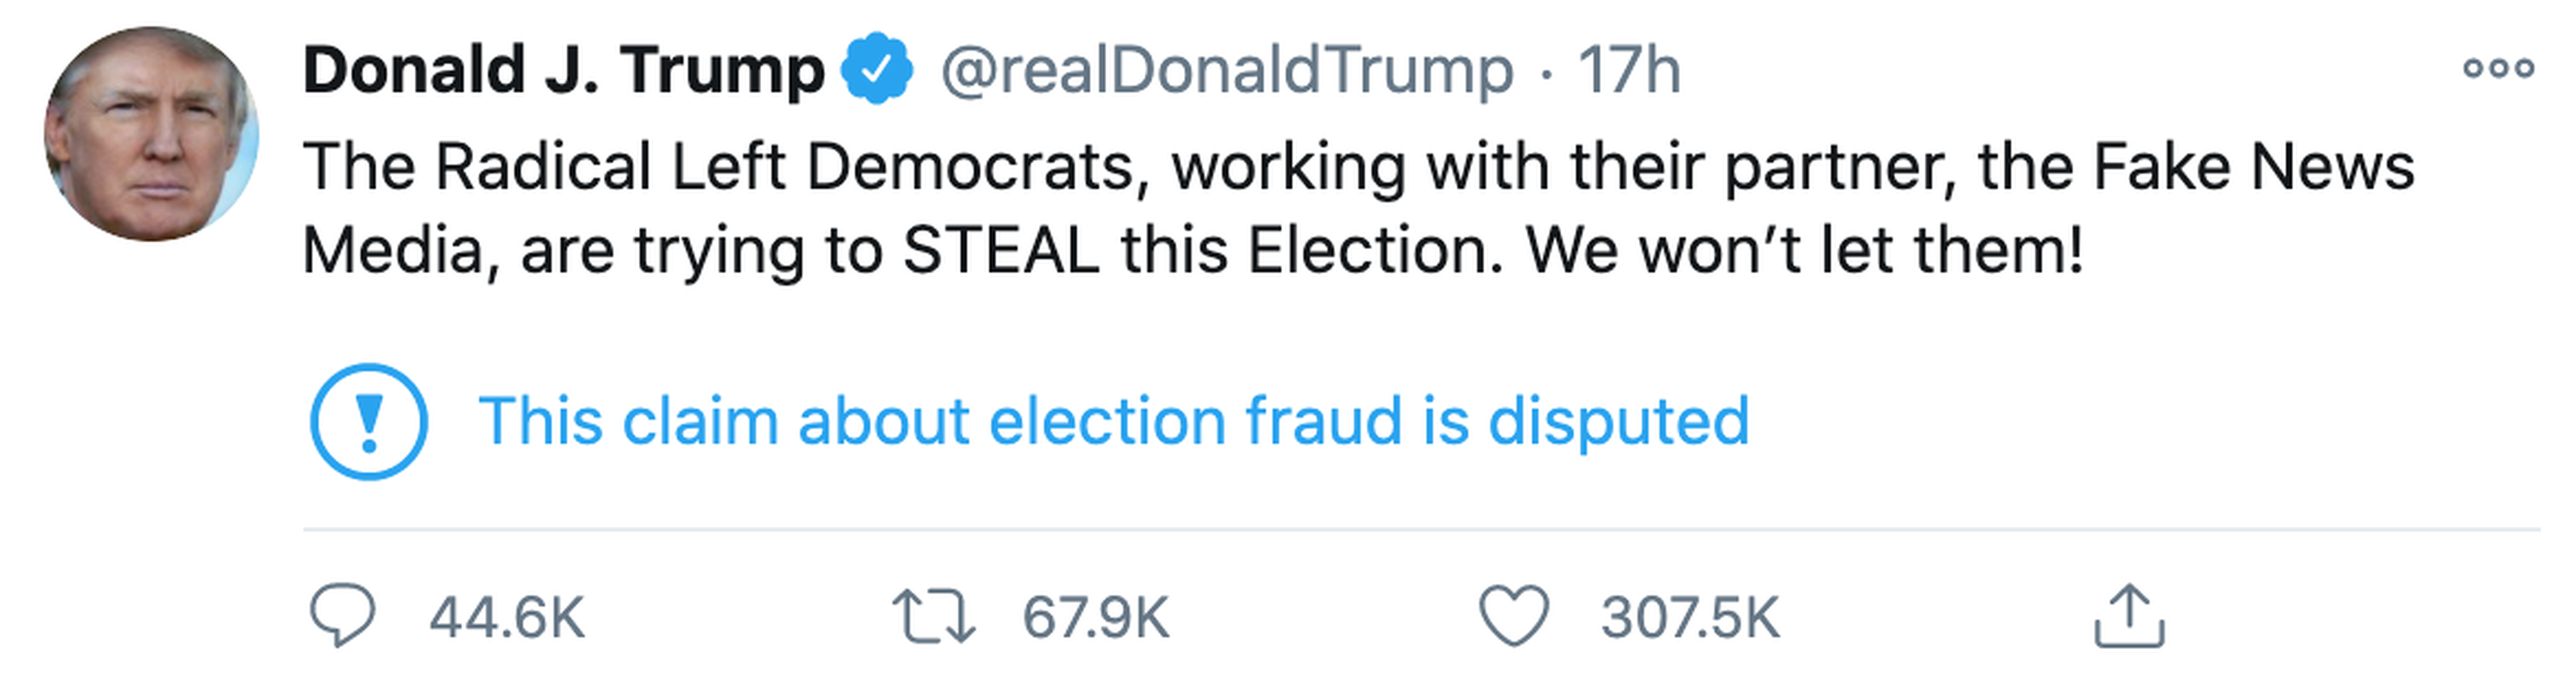 Donald J. Trump @realDonaldTrump · 17h
The Radical Left Democrats, working with their partner, the Fake News
Media, are trying to STEAL this Election. We won’t let them!
This claim about election fraud is disputed
44.6K 67.9K 307.5K